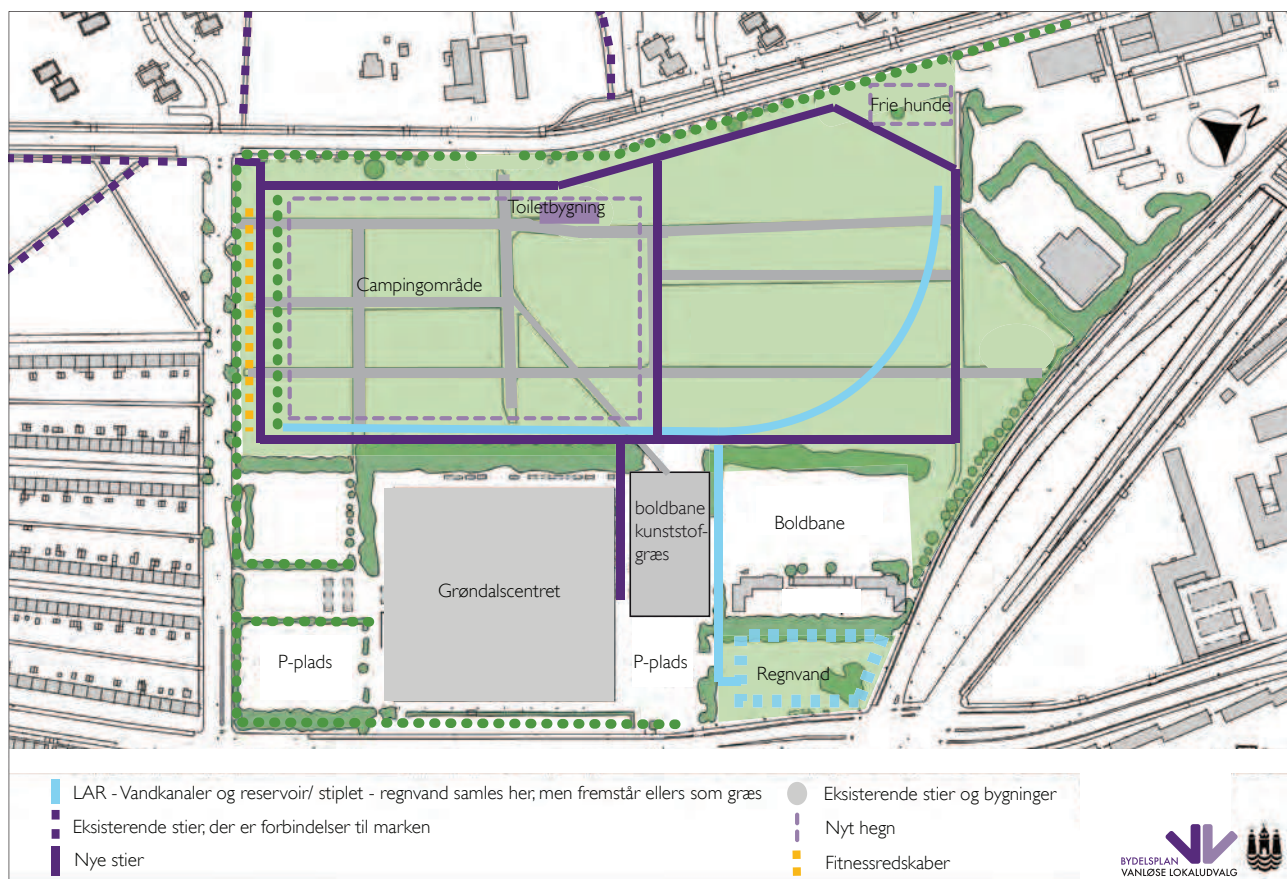 Frie hunde
N
Toiletbygning
Campingområde
boldbane
kunststof-
græs
Boldbane
Grøndalscentret
P-plads
P-plads
Regnvand
LAR - Vandkanaler og reservoir/ stiplet - regnvand samles her, men fremstår ellers som græs
Eksisterende stier, der er forbindelser til marken
Nye stier
Eksisterende stier og bygninger
Nyt hegn
Fitnessredskaber
BYDELSPLAN
VANLØSE LOKALUDVALG